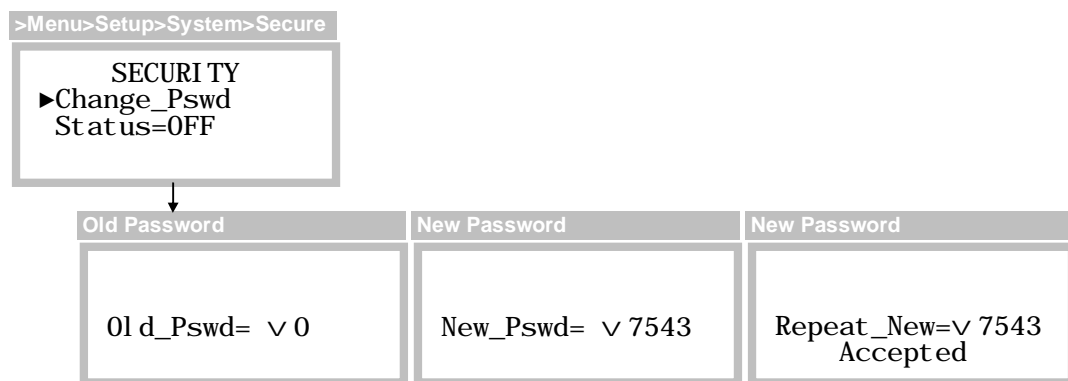 >Menu>Setup>System>Secure
SECURITY
►Change_Pswd
Status=OFF
Old Password
New Password
New Password
Old_Pswd= ∨0
New_Pswd= ∨7543
Repeat_New=∨7543
Accepted